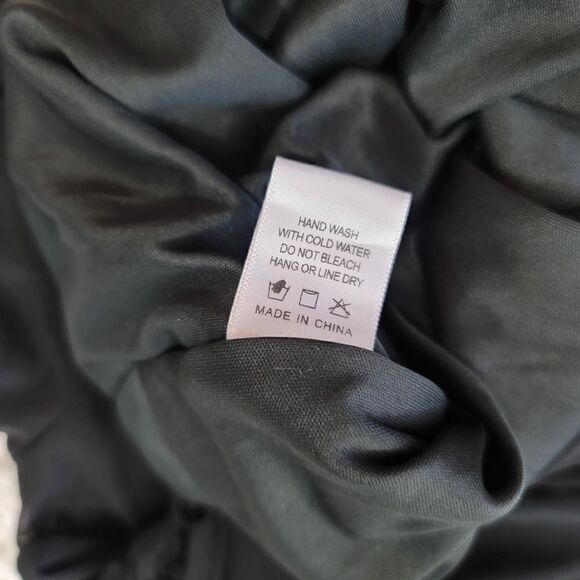 HAND WASH
WITH COLD WATER
DO NOT BLEACH
HANG OR LINE DRY
MADE IN CHINA